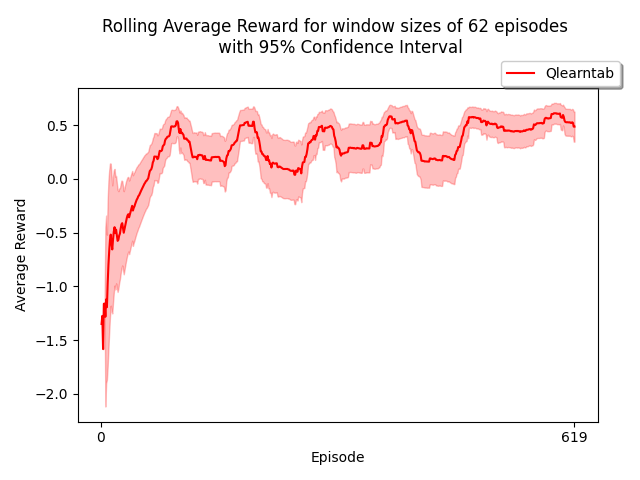 Rolling Average Reward for window sizes of 62 episodes
with 95% Confidence Interval
Qlearntab
0.5
0.0
−0.5
−1.0
−1.5
−2.0
Average Reward
0
619
Episode